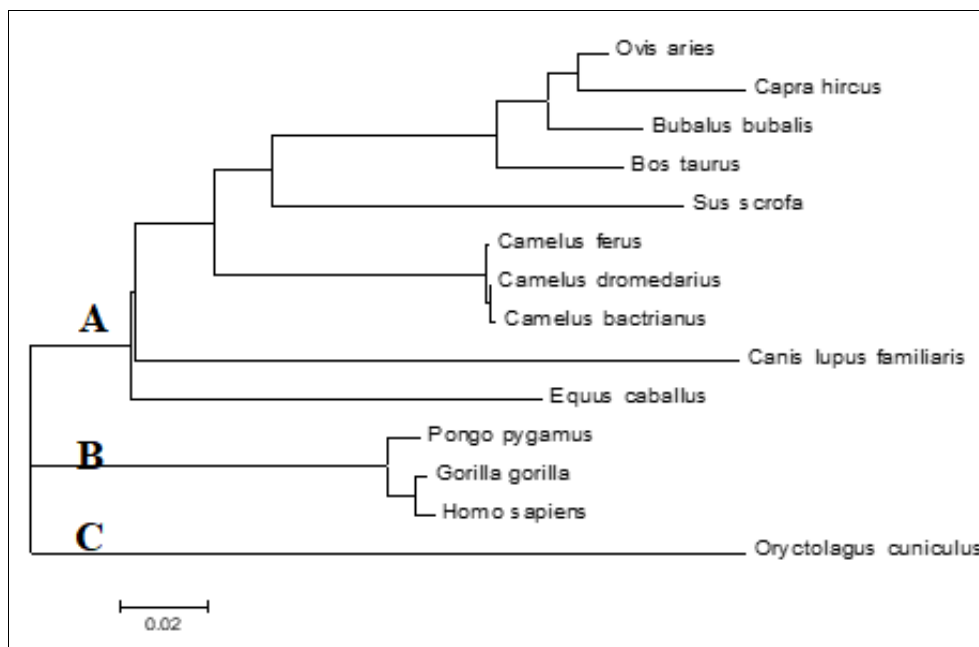 Ovis aries
Capra hircus
Bubalus bubalis
Bos taurus
Sus scrofa
Camelus ferus
Camelus dromedarius
A
Camelus bactrianus
Canis lupus familiaris
Equus caballus
Pongo pygamus
B
Gorilla gorilla
Homo sapiens
C
Oryctolagus cuniculus
0.02